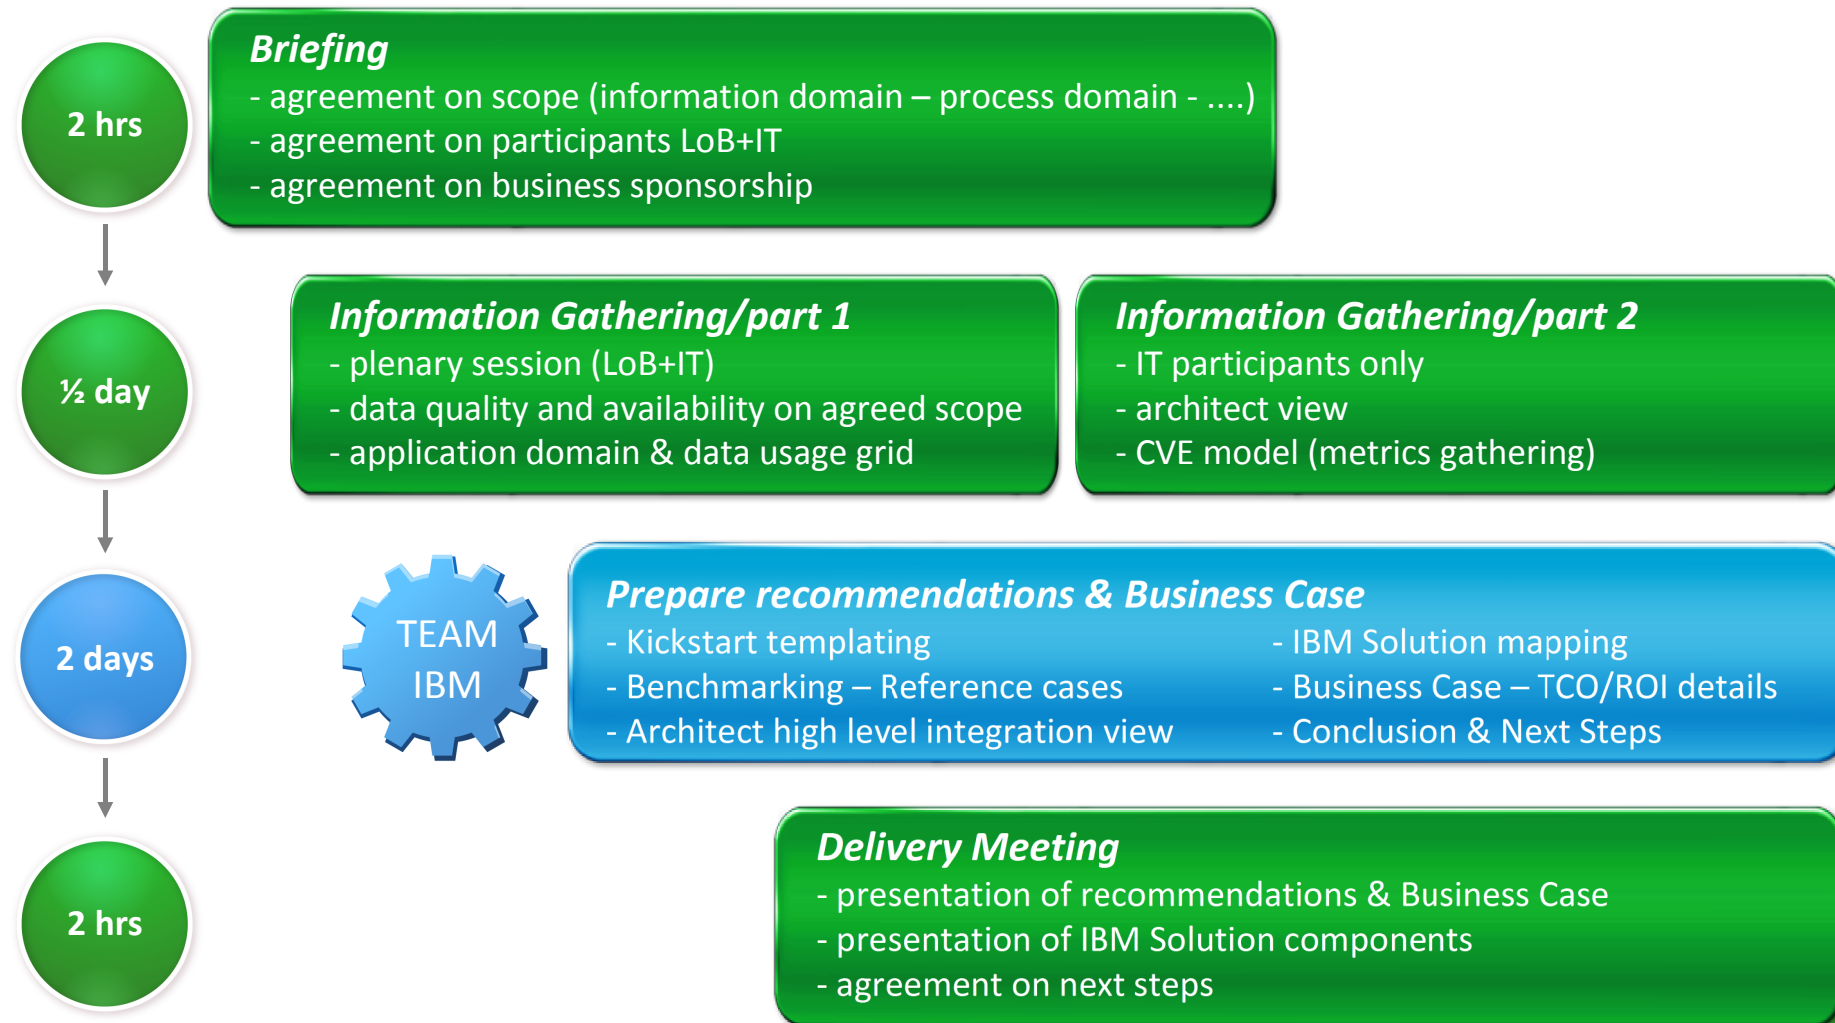 2 hrs
Briefing
- agreement on scope (information domain – process domain - ....)
- agreement on participants LoB+IT
- agreement on business sponsorship
½ day
Information Gathering/part 1
- plenary session (LoB+IT)
- data quality and availability on agreed scope
- application domain & data usage grid
Information Gathering/part 2
- IT participants only
- architect view
- CVE model (metrics gathering)
2 days
TEAM
IBM
Prepare recommendations & Business Case
- Kickstart templating
- Benchmarking – Reference cases
- Architect high level integration view
- IBM Solution mapping
- Business Case – TCO/ROI details
- Conclusion & Next Steps
2 hrs
Delivery Meeting
- presentation of recommendations & Business Case
- presentation of IBM Solution components
- agreement on next steps